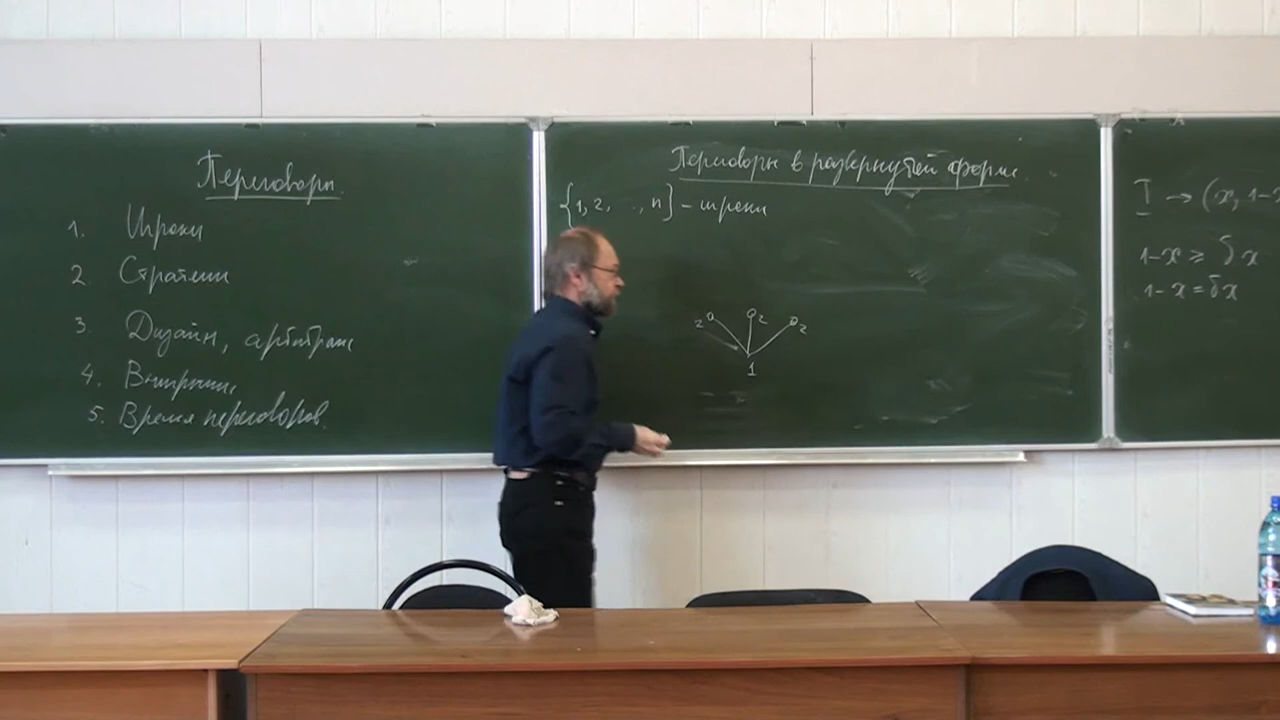 Переговоры.
1. Игроки
2. Стратегии
3. Дизайн, арбитраж
4. Выигрыши,
5. Время переговоров.
Переговоры в развернутой форме.
{1, 2, ..., n} – игроки
2 2 2
1
I → (x, 1-x
1-x ≥ δx
1-x = δx